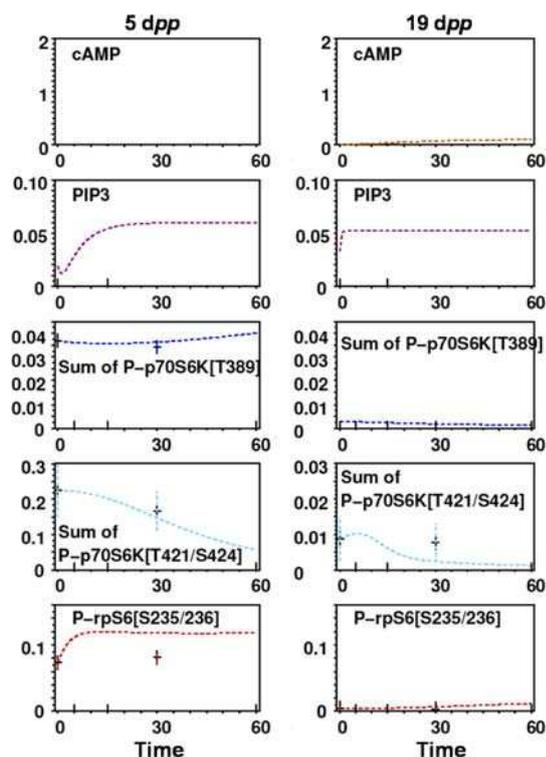 5 dpp
19 dpp
cAMP
2
1
0
0 30 60
cAMP
2
1
0
0 30 60
PIP3
0.10
0.05
0
0 30 60
PIP3
0.10
0.05
0
0 30 60
0.04
0.03
0.02
0.01
0
Sum of P-p70S6K[T389]
0 30 60
0.04
0.03
0.02
0.01
0
Sum of P-p70S6K[T389]
0 30 60
0.3
0.2
0.1
0
Sum of
P-p70S6K[T421/S424]
0 30 60
0.03
0.02
0.01
0
Sum of
P-p70S6K[T421/S424]
0 30 60
P-rpS6[S235/236]
0.1
0
0 30 60
Time
P-rpS6[S235/236]
0.1
0
0 30 60
Time